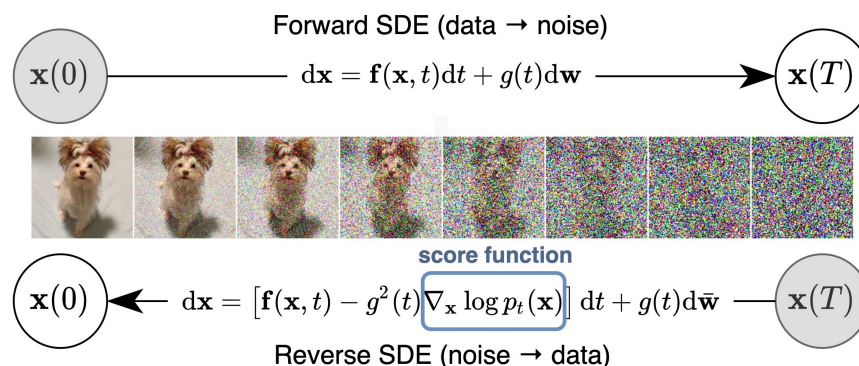 Forward SDE (data → noise)
x(0) dx = f(x, t)dt + g(t)dw x(T)
score function
x(0) dx = [f(x, t) − g²(t)∇ₓ log pₜ(x)] dt + g(t)dw̄ x(T)
Reverse SDE (noise → data)